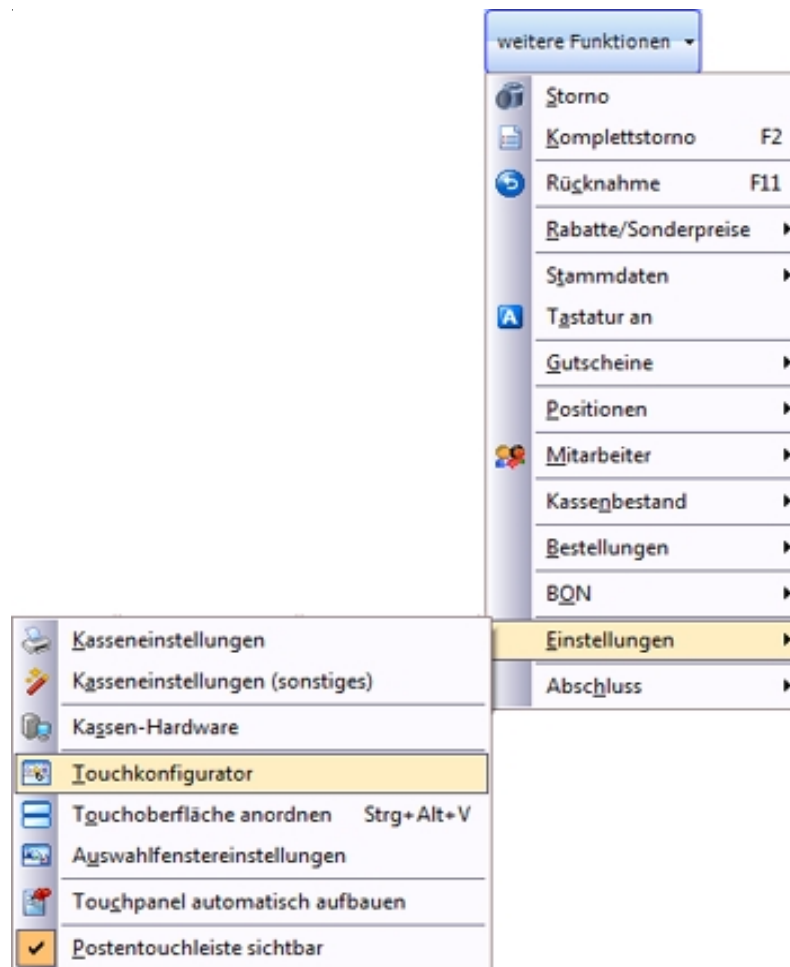 weitere Funktionen
Storno
Komplettstorno F2
Rücknahme F11
Rabatte/Sonderpreise
Stammdaten
Tastatur an
Gutscheine
Positionen
Mitarbeiter
Kassenbestand
Bestellungen
BON
Einstellungen
Abschluss
Kasseneinstellungen
Kasseneinstellungen (sonstiges)
Kassen-Hardware
Touchkonfigurator
Touchoberfläche anordnen Strg+Alt+V
Auswahlfenstereinstellungen
Touchpanel automatisch aufbauen
Postentouchleiste sichtbar